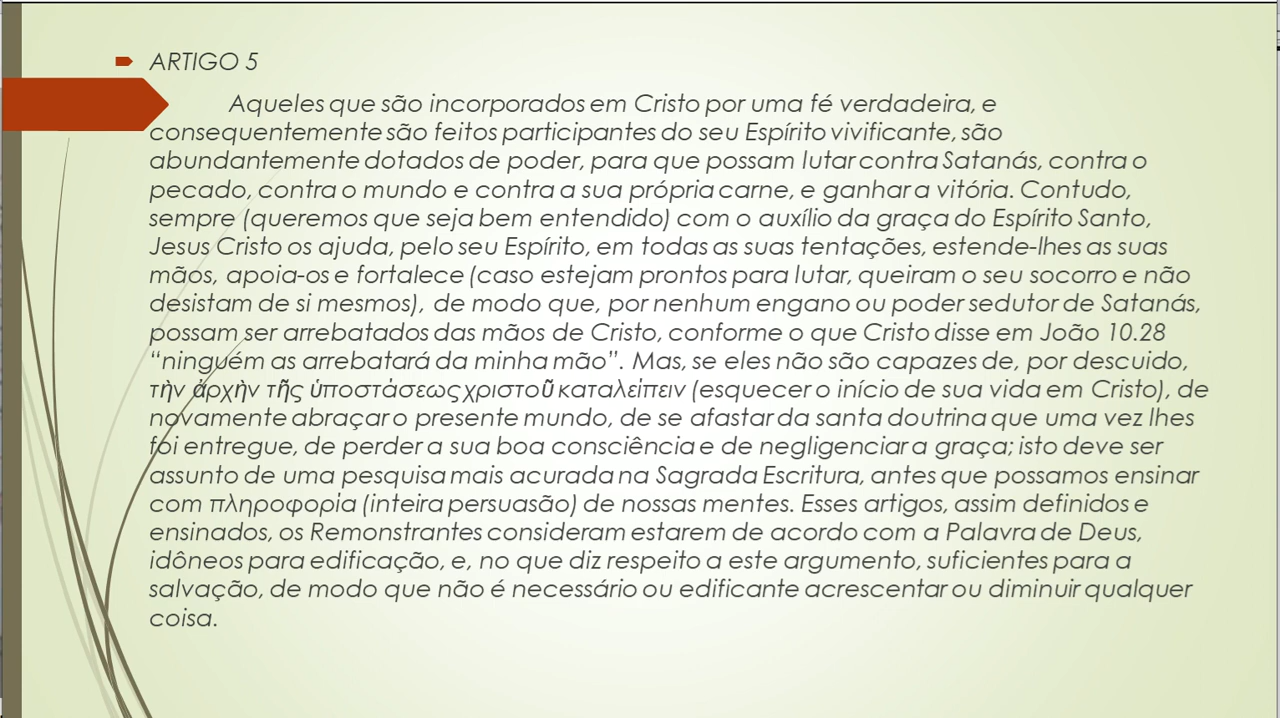 ARTIGO 5
Aqueles que são incorporados em Cristo por uma fé verdadeira, e
consequentemente são feitos participantes do seu Espírito vivificante, são
abundantemente dotados de poder, para que possam lutar contra Satanás, contra o
pecado, contra o mundo e contra a sua própria carne, e ganhar a vitória. Contudo,
sempre (queremos que seja bem entendido) com o auxílio da graça do Espírito Santo,
Jesus Cristo os ajuda, pelo seu Espírito, em todas as suas tentações, estende-lhes as suas
mãos, apoia-os e fortalece (caso estejam prontos para lutar, queiram o seu socorro e não
desistam de si mesmos), de modo que, por nenhum engano ou poder sedutor de Satanás,
possam ser arrebatados das mãos de Cristo, conforme o que Cristo disse em João 10.28
“ninguém as arrebatará da minha mão”. Mas, se eles não são capazes de, por descuido,
τὴν ἀρχὴν τῆς ὑποστάσεως χριστοῦ καταλείπειν (esquecer o início de sua vida em Cristo), de
novamente abraçar o presente mundo, de se afastar da santa doutrina que uma vez lhes
foi entregue, de perder a sua boa consciência e de negligenciar a graça; isto deve ser
assunto de uma pesquisa mais acurada na Sagrada Escritura, antes que possamos ensinar
com πληροφορία (inteira persuasão) de nossas mentes. Esses artigos, assim definidos e
ensinados, os Remonstrantes consideram estarem de acordo com a Palavra de Deus,
idôneos para edificação, e, no que diz respeito a este argumento, suficientes para a
salvação, de modo que não é necessário ou edificante acrescentar ou diminuir qualquer
coisa.